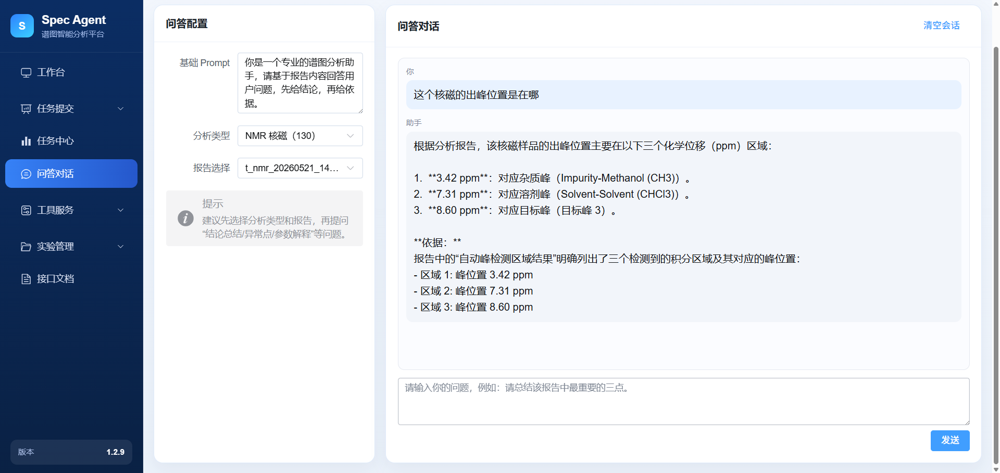 S
Spec Agent
谱图智能分析平台
工作台
任务提交
任务中心
问答对话
工具服务
实验管理
接口文档
版本
1.2.9
问答配置
基础 Prompt
你是一个专业的谱图分析助
手，请基于报告内容回答用
户问题，先给结论，再给依
据。
分析类型
NMR 核磁（130）
报告选择
t_nmr_20260521_14...
提示
建议先选择分析类型和报告，再提问
“结论总结/异常点/参数解释”等问题。
问答对话
清空会话
你
这个核磁的出峰位置是在哪
助手
根据分析报告，该核磁样品的出峰位置主要在以下三个化学位移（ppm）区域：
1. **3.42 ppm**：对应杂质峰（Impurity-Methanol (CH3)）。
2. **7.31 ppm**：对应溶剂峰（Solvent-Solvent (CHCl3)）。
3. **8.60 ppm**：对应目标峰（目标峰 3）。
**依据：**
报告中的“自动峰检测区域结果”明确列出了三个检测到的积分区域及其对应的峰位置：
- 区域 1: 峰位置 3.42 ppm
- 区域 2: 峰位置 7.31 ppm
- 区域 3: 峰位置 8.60 ppm
请输入你的问题，例如：请总结该报告中最重要的三点。
发送